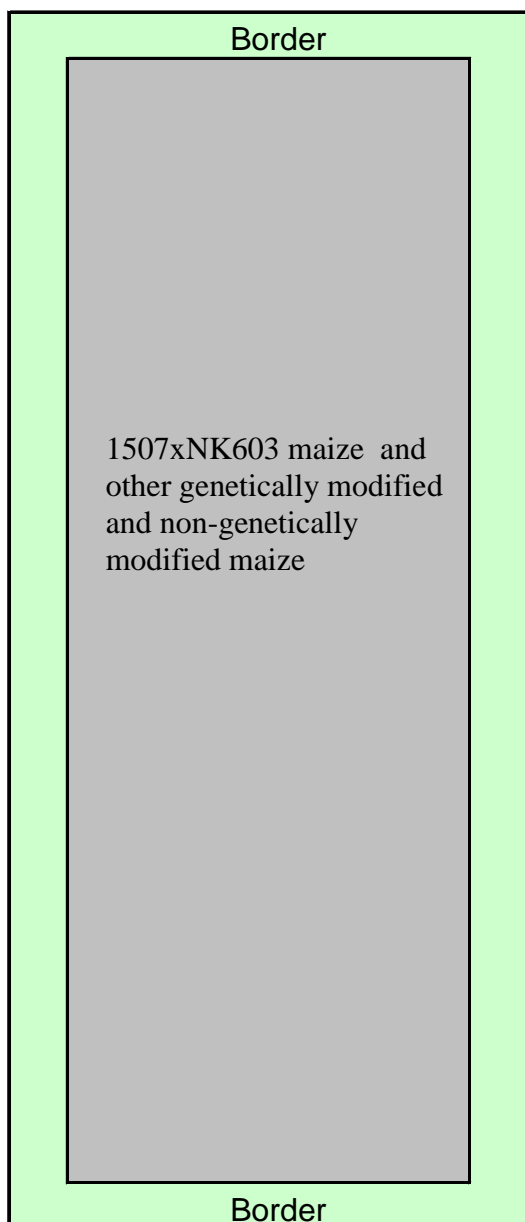 Border
1507xNK603 maize  and
other genetically modified
and non-genetically
modified maize
Border